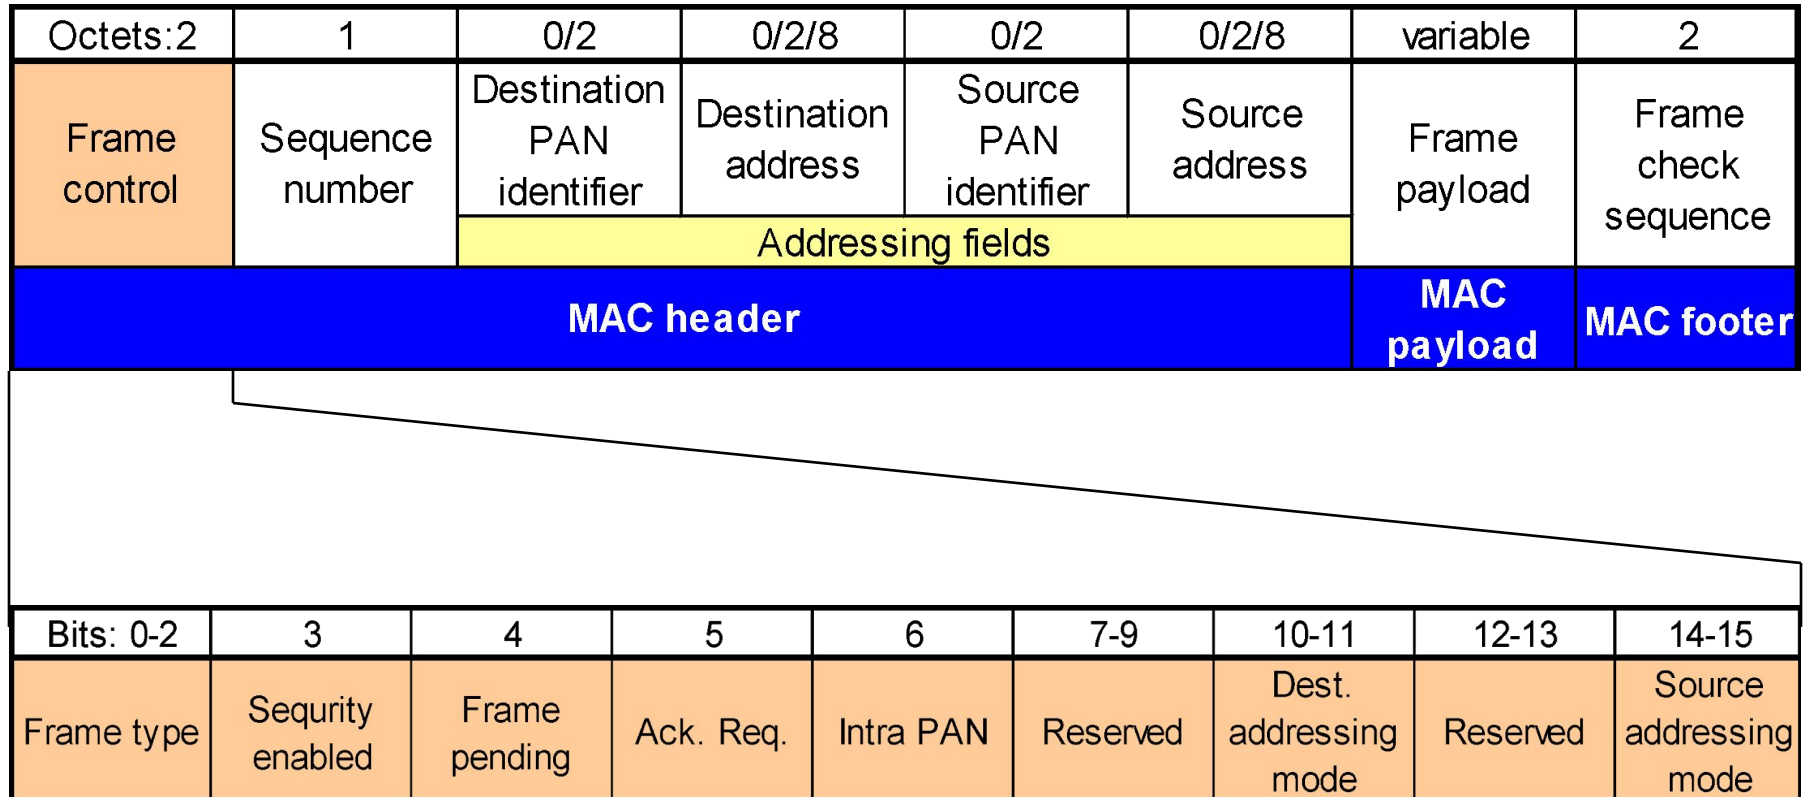 Octets:2 1 0/2 0/2/8 0/2 0/2/8 variable 2
Frame control
Sequence number
Destination PAN identifier
Destination address
Source PAN identifier
Source address
Frame payload
Frame check sequence
Addressing fields
MAC header
MAC payload
MAC footer
Bits: 0-2 3 4 5 6 7-9 10-11 12-13 14-15
Frame type
Sequrity enabled
Frame pending
Ack. Req.
Intra PAN
Reserved
Dest. addressing mode
Reserved
Source addressing mode